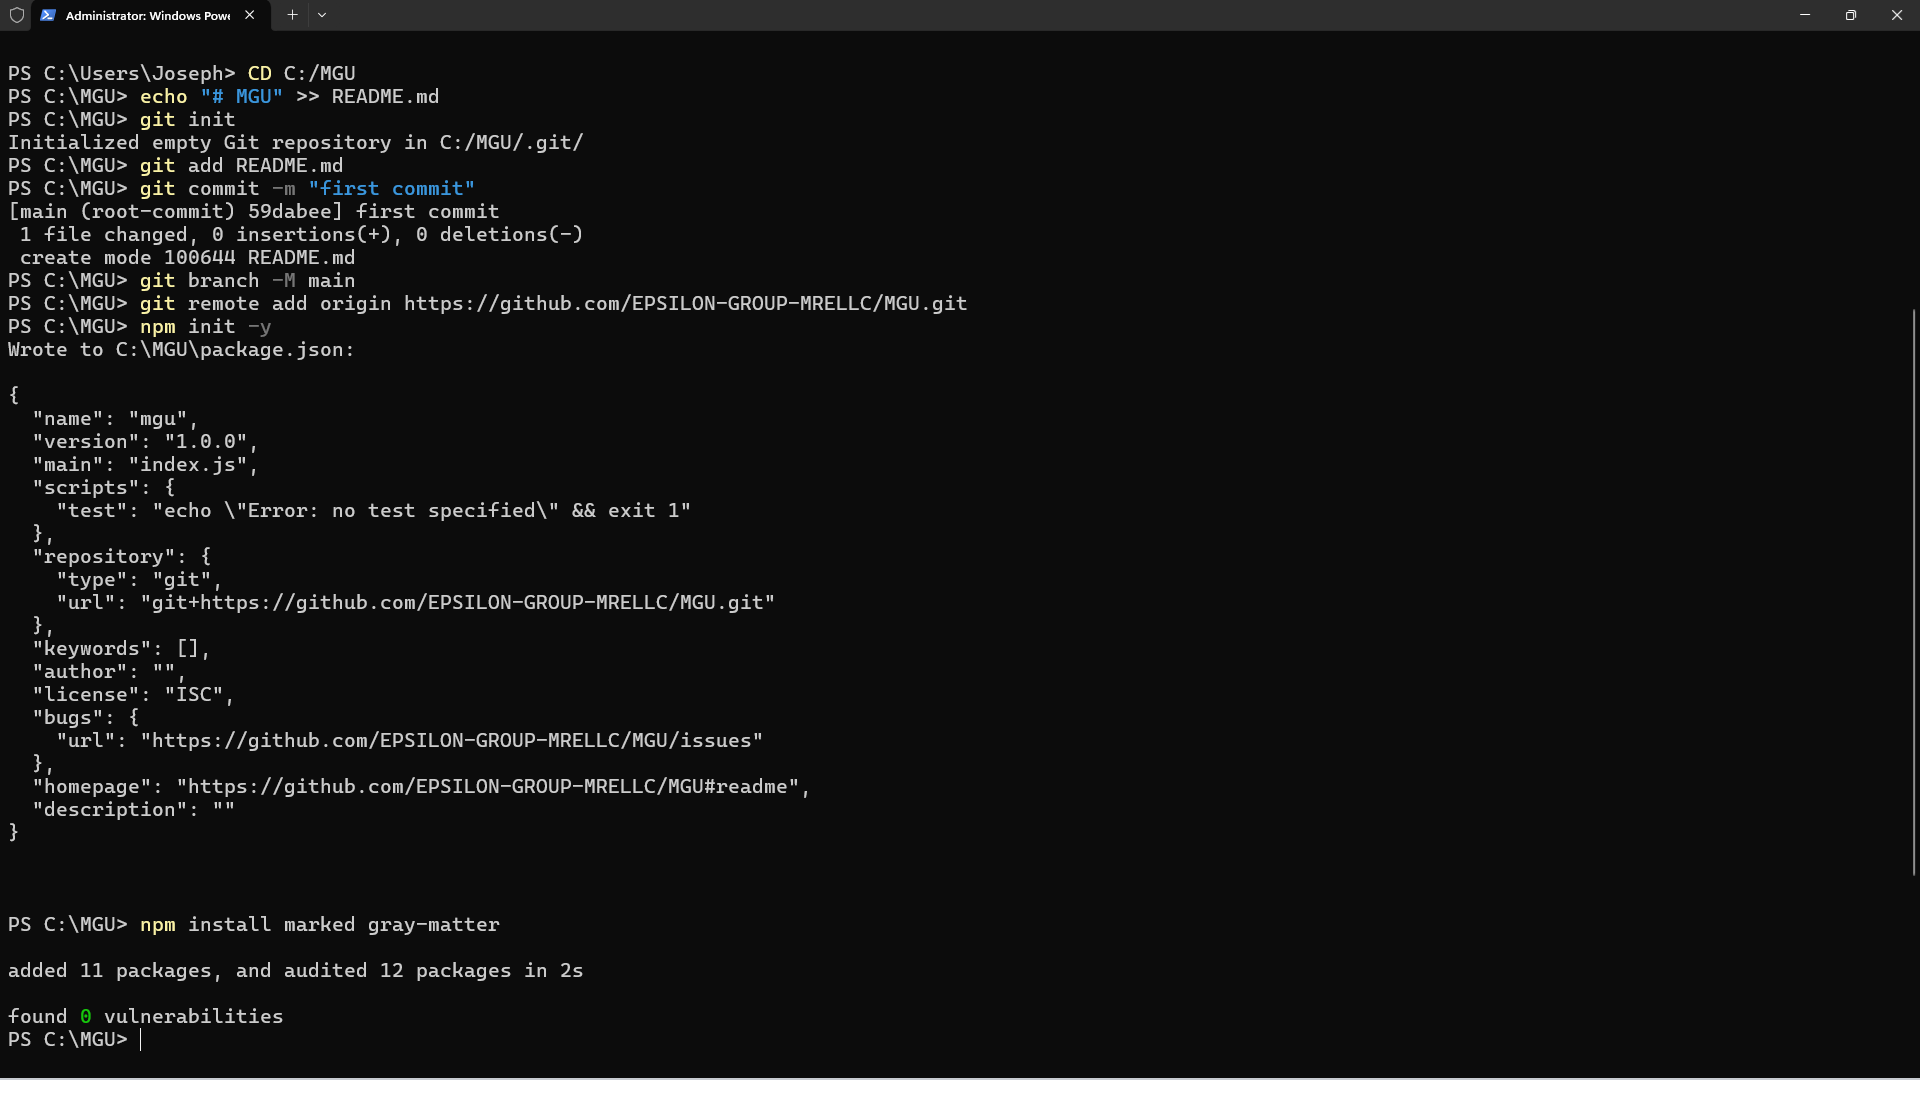 Administrator: Windows Powe
PS C:\Users\Joseph> CD C:/MGU
PS C:\MGU> echo "# MGU" >> README.md
PS C:\MGU> git init
Initialized empty Git repository in C:/MGU/.git/
PS C:\MGU> git add README.md
PS C:\MGU> git commit -m "first commit"
[main (root-commit) 59dabee] first commit
 1 file changed, 0 insertions(+), 0 deletions(-)
 create mode 100644 README.md
PS C:\MGU> git branch -M main
PS C:\MGU> git remote add origin https://github.com/EPSILON-GROUP-MRELLC/MGU.git
PS C:\MGU> npm init -y
Wrote to C:\MGU\package.json:
{
  "name": "mgu",
  "version": "1.0.0",
  "main": "index.js",
  "scripts": {
    "test": "echo \"Error: no test specified\" && exit 1"
  },
  "repository": {
    "type": "git",
    "url": "git+https://github.com/EPSILON-GROUP-MRELLC/MGU.git"
  },
  "keywords": [],
  "author": "",
  "license": "ISC",
  "bugs": {
    "url": "https://github.com/EPSILON-GROUP-MRELLC/MGU/issues"
  },
  "homepage": "https://github.com/EPSILON-GROUP-MRELLC/MGU#readme",
  "description": ""
}
PS C:\MGU> npm install marked gray-matter
added 11 packages, and audited 12 packages in 2s
found 0 vulnerabilities
PS C:\MGU>